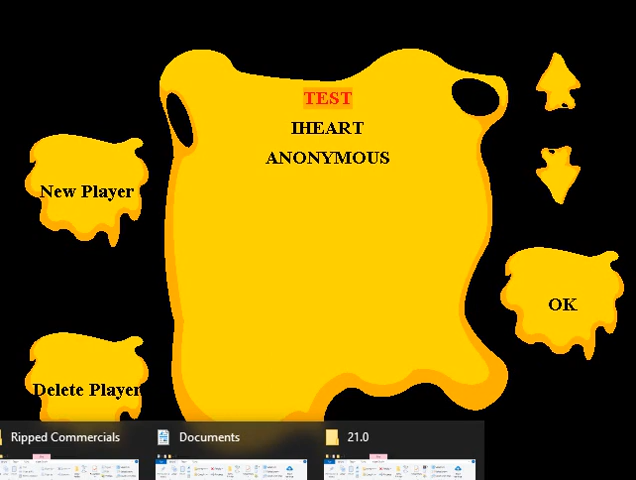 TEST
IHEART
ANONYMOUS
New Player
OK
Delete Player
Ripped Commercials
Documents
21.0